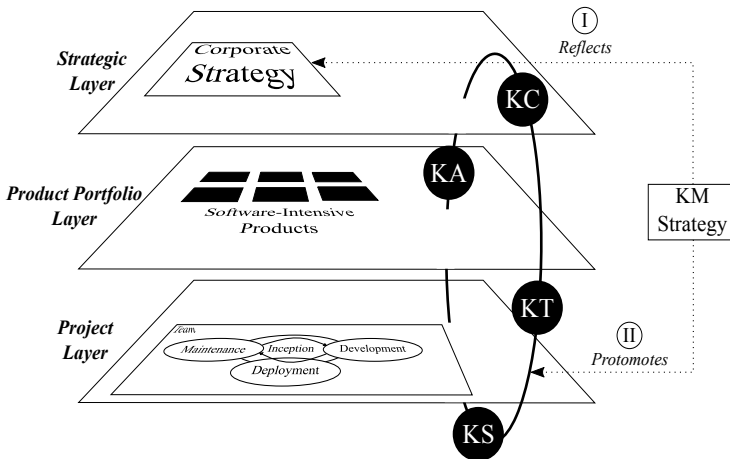 I
Reflects
Strategic
Layer
Corporate
Strategy
KC
KA
Product Portfolio
Layer
Software-Intensive
Products
KM
Strategy
KT
Project
Layer
Team
Maintenance
Inception
Development
Deployment
II
Protomotes
KS